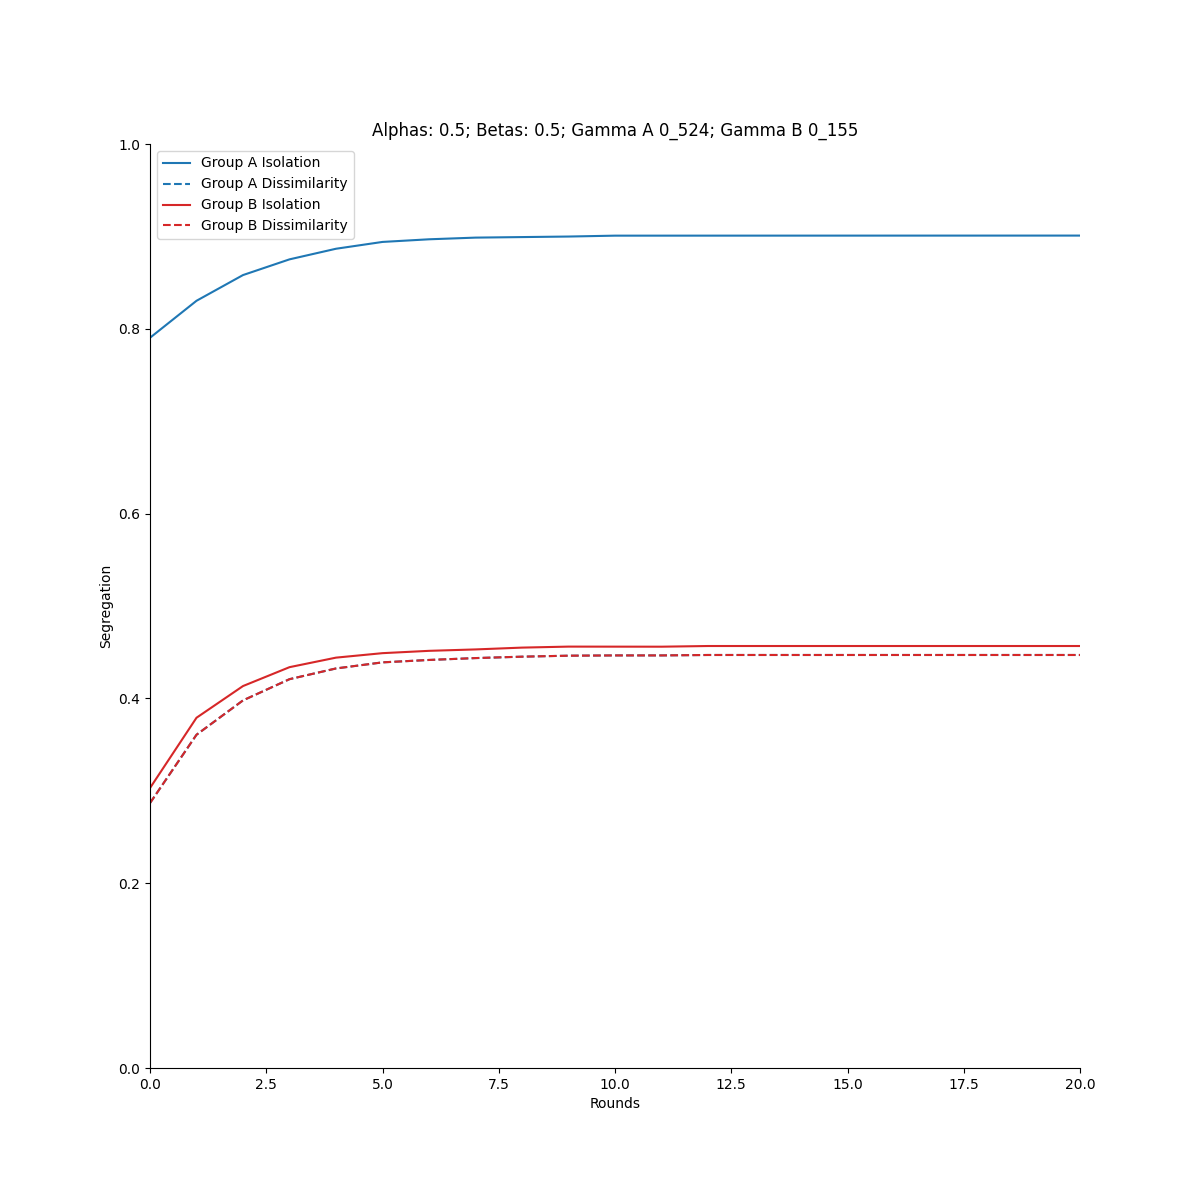 Alphas: 0.5; Betas: 0.5; Gamma A 0_524; Gamma B 0_155
1.0
Group A Isolation
Group A Dissimilarity
Group B Isolation
Group B Dissimilarity
0.8
0.6
Segregation
0.4
0.2
0.0
0.0 2.5 5.0 7.5 10.0 12.5 15.0 17.5 20.0
Rounds